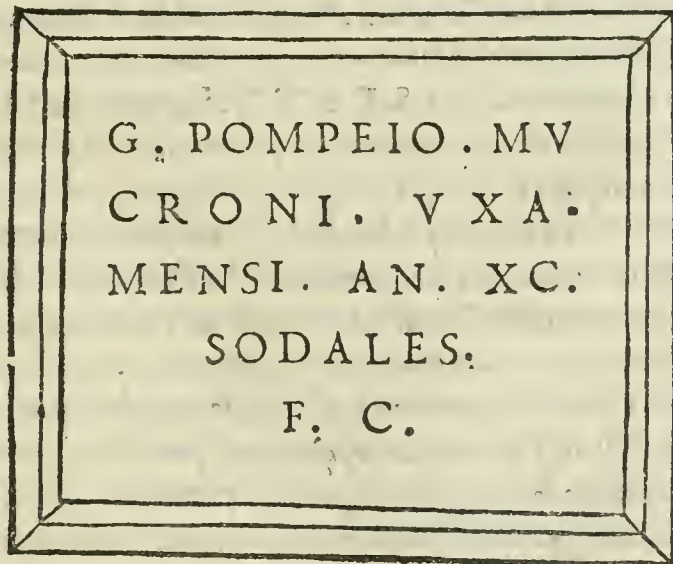 G. POMPEIO. MV
CRONI. VXA:
MENSI. AN. XC.
SODALES.
F. C.